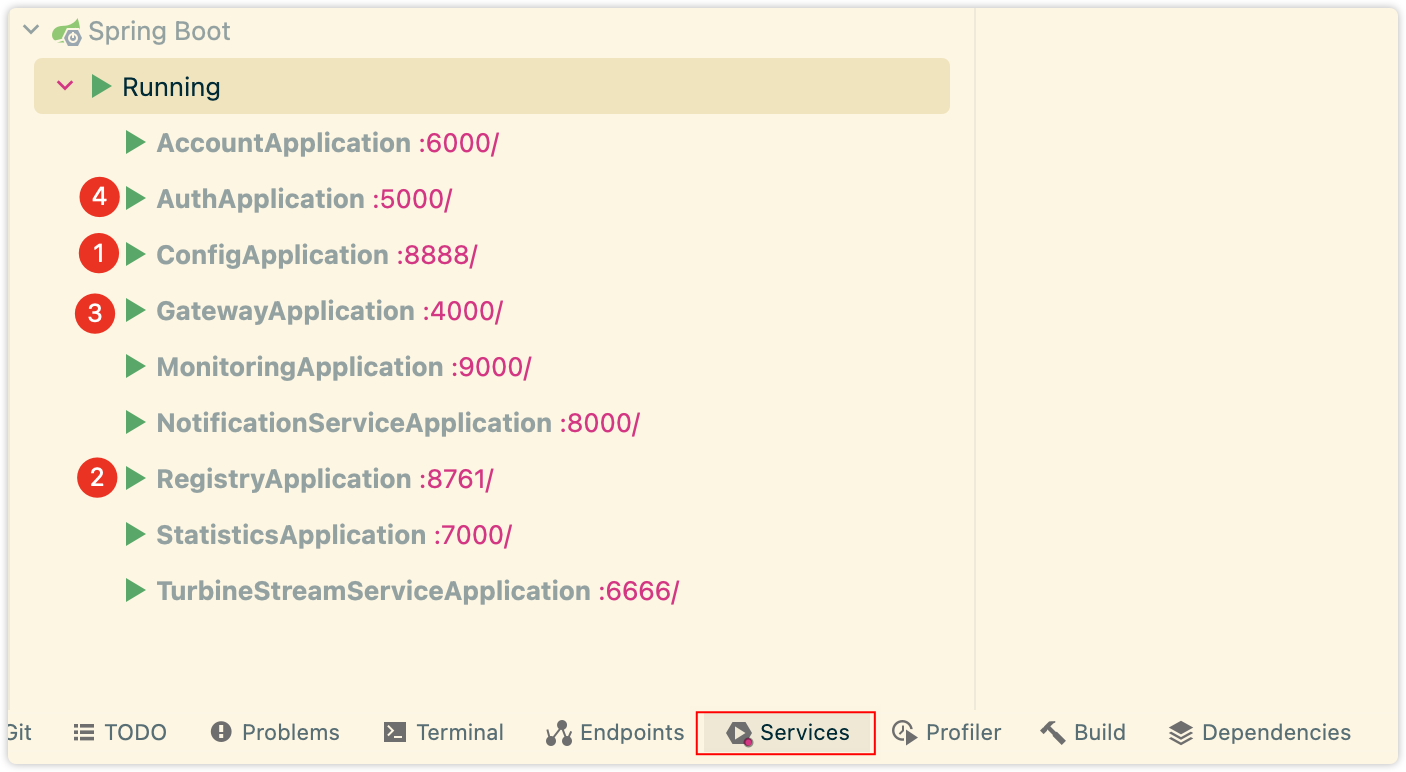 Spring Boot
Running
AccountApplication :6000/
4 AuthApplication :5000/
1 ConfigApplication :8888/
3 GatewayApplication :4000/
MonitoringApplication :9000/
NotificationServiceApplication :8000/
2 RegistryApplication :8761/
StatisticsApplication :7000/
TurbineStreamServiceApplication :6666/
Git TODO Problems Terminal Endpoints Services Profiler Build Dependencies